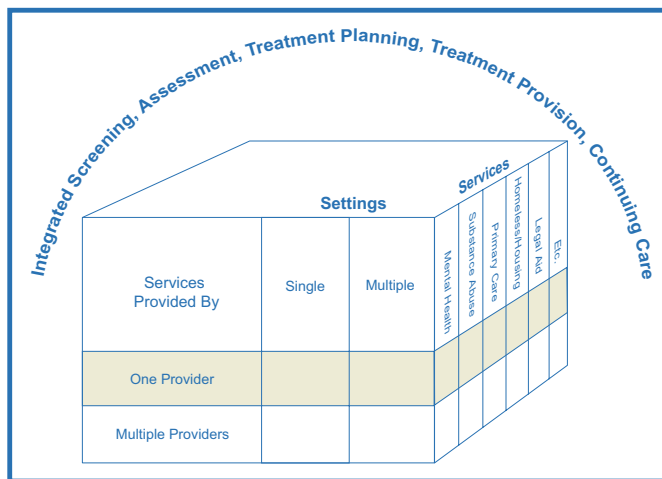 Integrated Screening, Assessment, Treatment Planning, Treatment Provision, Continuing Care
Settings
Services
Services
Provided By
Single
Multiple
Mental Health
Substance Abuse
Primary Care
Homeless/Housing
Legal Aid
Etc.
One Provider
Multiple Providers